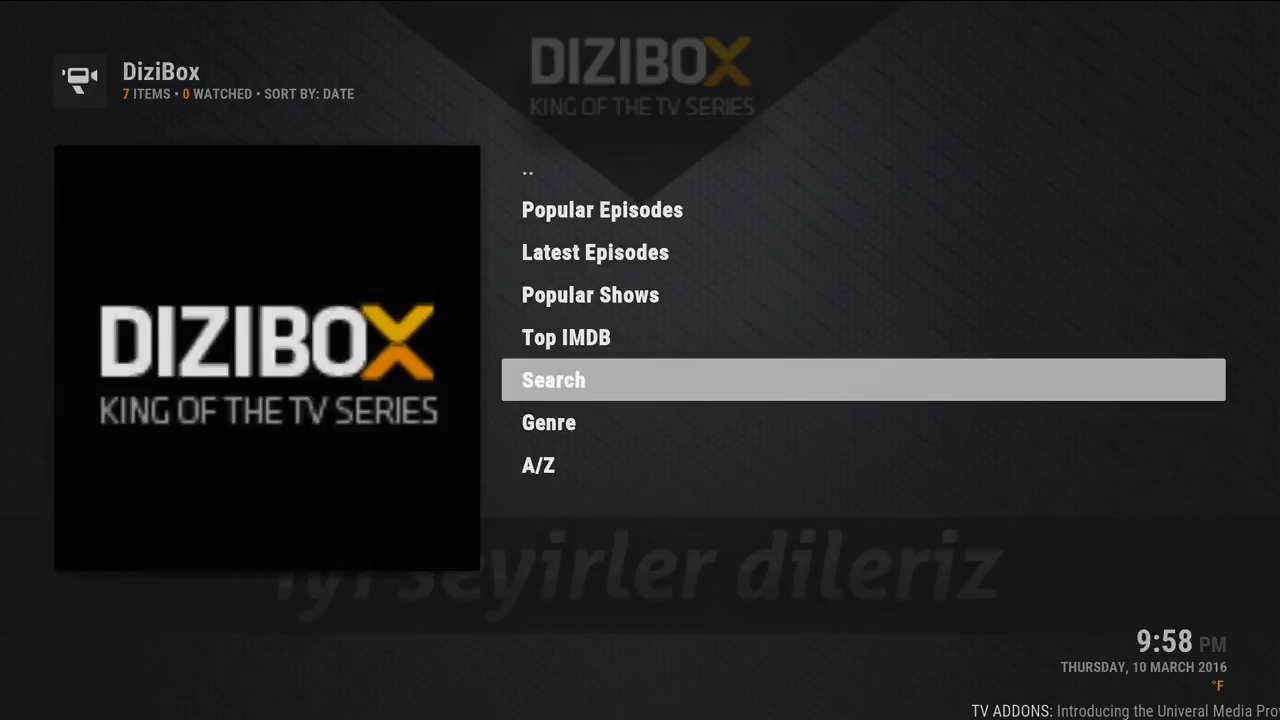 DIZIBOX
KING OF THE TV SERIES
DiziBox
7 ITEMS • 0 WATCHED • SORT BY: DATE
..
Popular Episodes
Latest Episodes
Popular Shows
Top IMDB
Search
Genre
A/Z
DIZIBOX
KING OF THE TV SERIES
iyi seyirler dileriz
9:58 PM
THURSDAY, 10 MARCH 2016
°F
TV ADDONS: Introducing the Univeral Media Pro